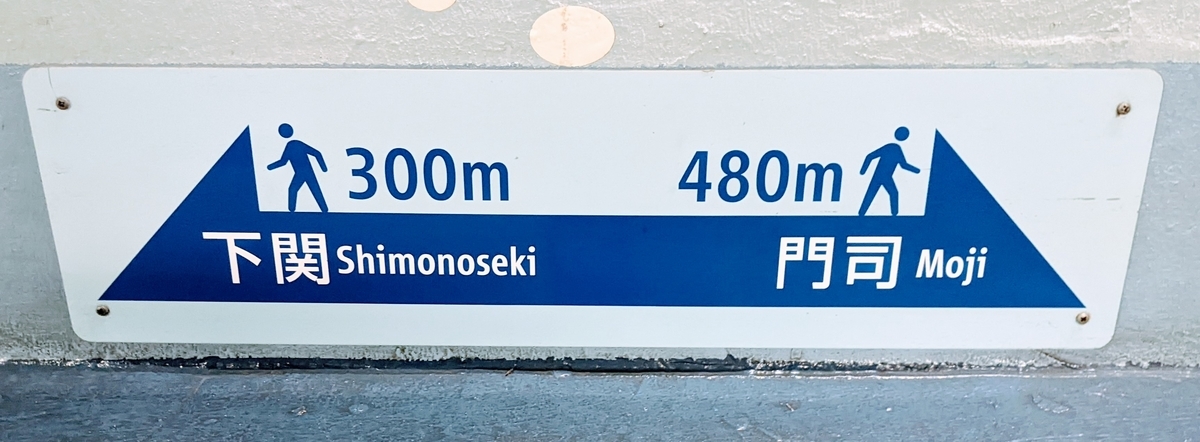 300m
480m
下関 Shimonoseki
門司 Moji